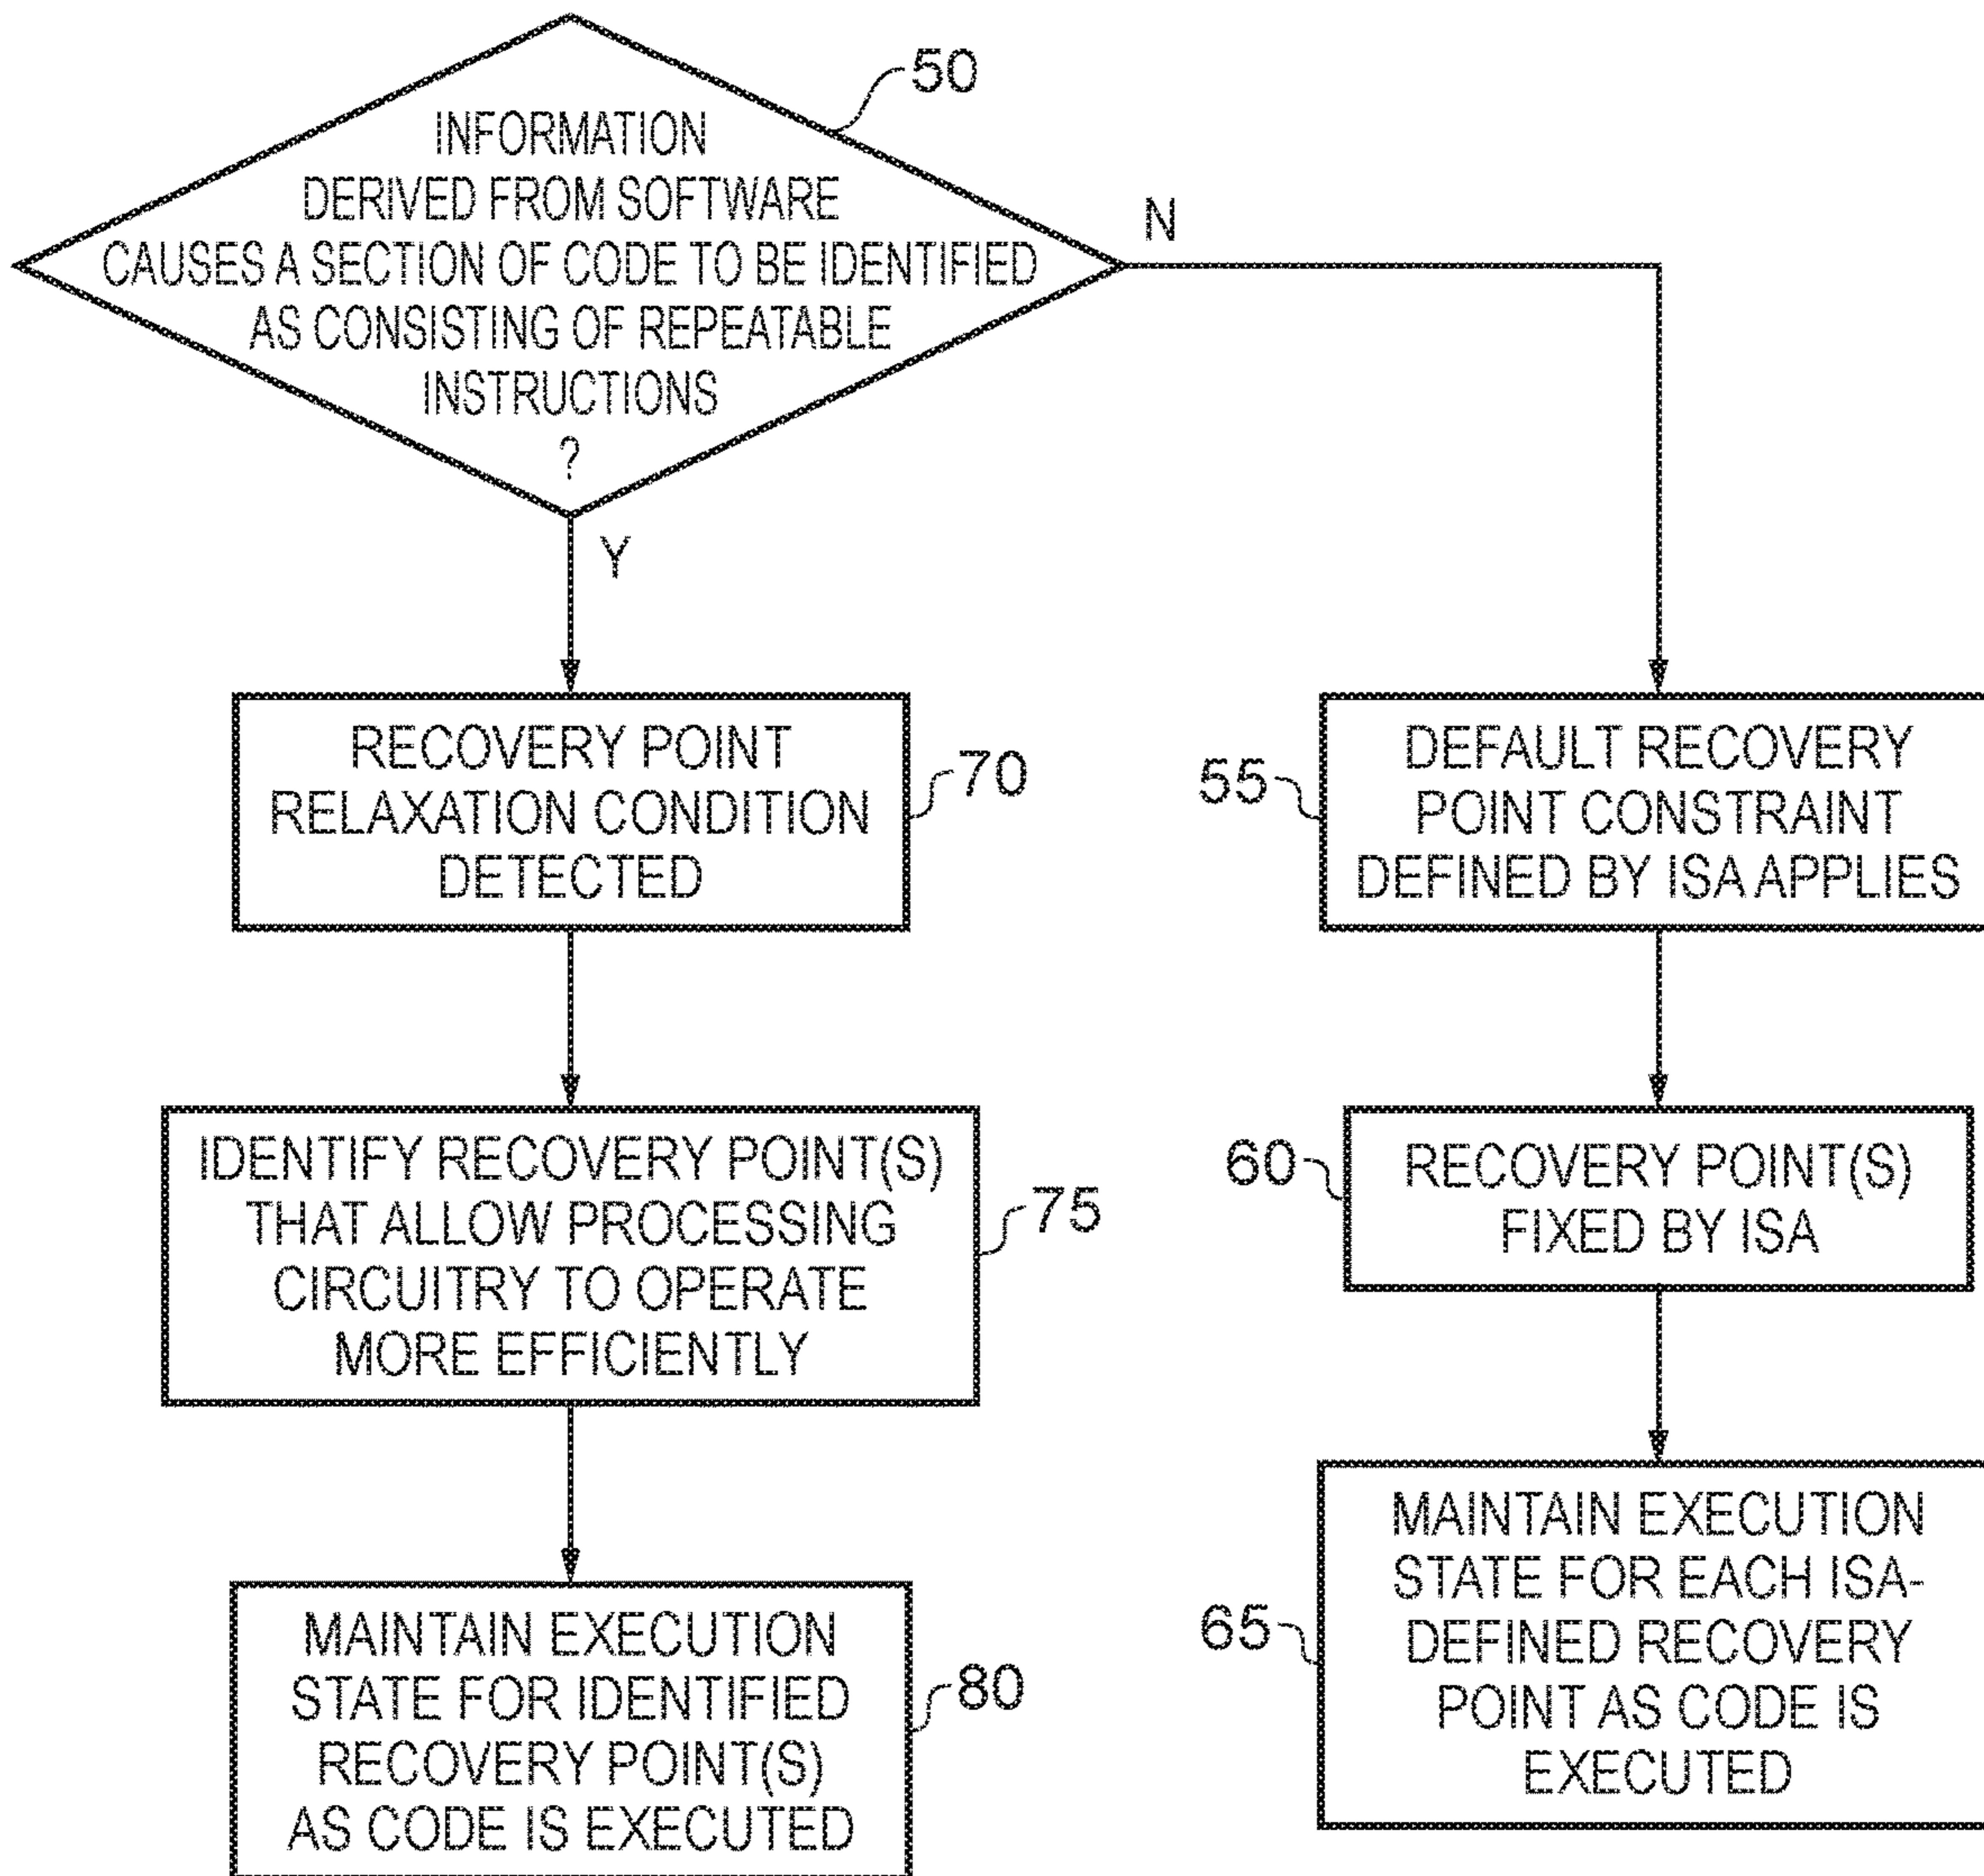 50
INFORMATION
DERIVED FROM SOFTWARE
CAUSES A SECTION OF CODE TO BE IDENTIFIED
AS CONSISTING OF REPEATABLE
INSTRUCTIONS
?
N
Y
RECOVERY POINT
RELAXATION CONDITION
DETECTED
70
IDENTIFY RECOVERY POINT(S)
THAT ALLOW PROCESSING
CIRCUITRY TO OPERATE
MORE EFFICIENTLY
75
MAINTAIN EXECUTION
STATE FOR IDENTIFIED
RECOVERY POINT(S)
AS CODE IS EXECUTED
80
55
DEFAULT RECOVERY
POINT CONSTRAINT
DEFINED BY ISA APPLIES
60
RECOVERY POINT(S)
FIXED BY ISA
65
MAINTAIN EXECUTION
STATE FOR EACH ISA-
DEFINED RECOVERY
POINT AS CODE IS
EXECUTED